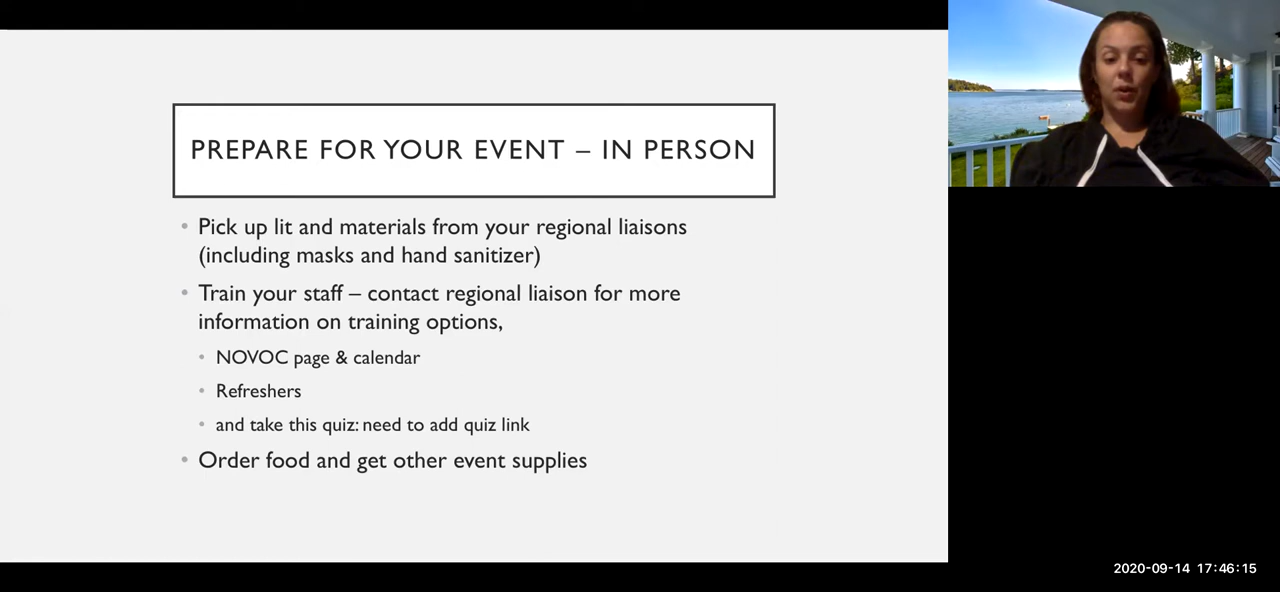 PREPARE FOR YOUR EVENT – IN PERSON
• Pick up lit and materials from your regional liaisons
(including masks and hand sanitizer)
• Train your staff – contact regional liaison for more
information on training options,
• NOVOC page & calendar
• Refreshers
• and take this quiz: need to add quiz link
• Order food and get other event supplies
2020-09-14 17:46:15